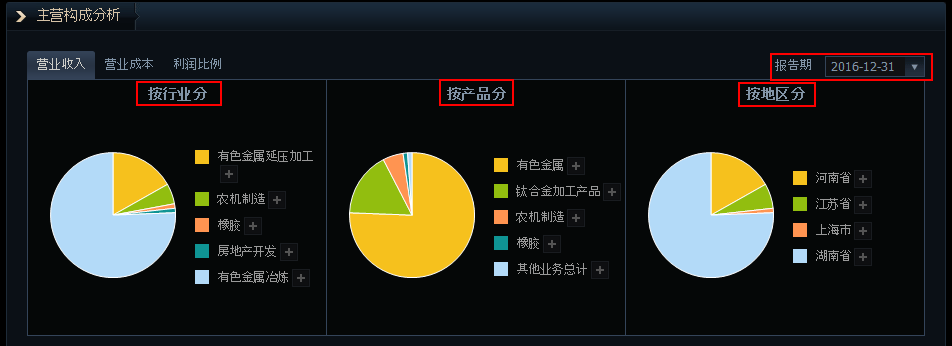 主营构成分析
营业收入 营业成本 利润比例
报告期 2016-12-31
按行业分
有色金属延压加工
农机制造
橡胶
房地产开发
有色金属冶炼
按产品分
有色金属
钛合金加工产品
农机制造
橡胶
其他业务总计
按地区分
河南省
江苏省
上海市
湖南省